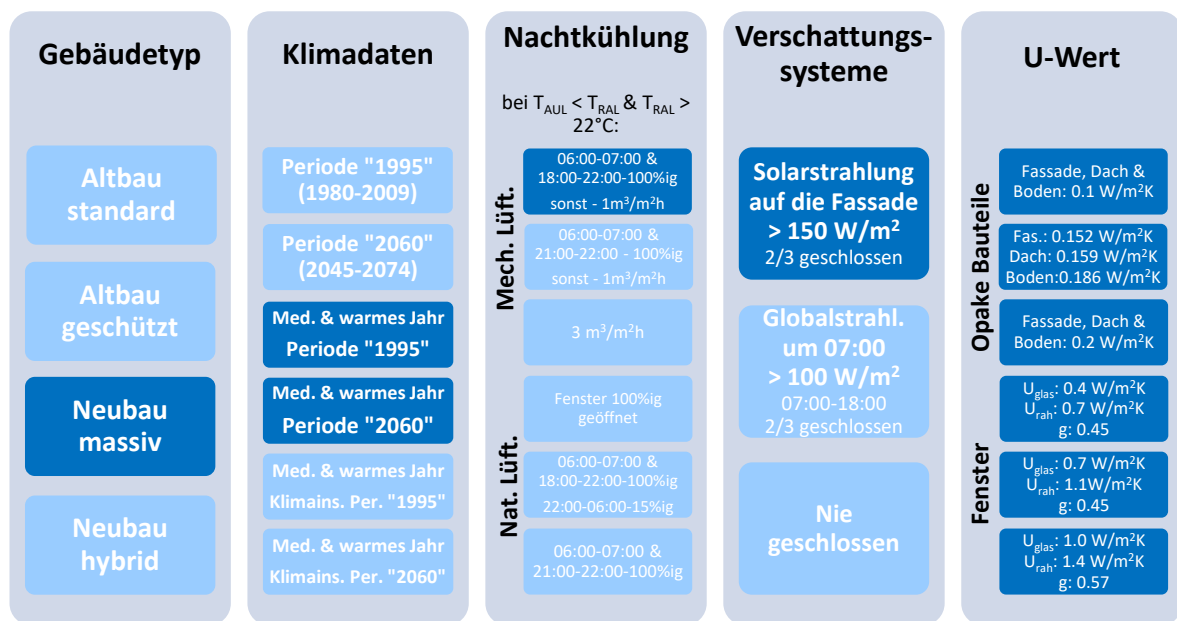 Gebäudetyp
Altbau
standard
Altbau
geschützt
Neubau
massiv
Neubau
hybrid
Klimadaten
Periode "1995"
(1980-2009)
Periode "2060"
(2045-2074)
Med. & warmes Jahr
Periode "1995"
Med. & warmes Jahr
Periode "2060"
Med. & warmes Jahr
Klimains. Per. "1995"
Med. & warmes Jahr
Klimains. Per. "2060"
Nachtkühlung
bei T_AUL < T_RAL & T_RAL >
22°C:
Mech. Lüft.
06:00-07:00 &
18:00-22:00-100%ig
sonst - 1m³/m²h
06:00-07:00 &
21:00-22:00 - 100%ig
sonst - 1m³/m²h
3 m³/m²h
Nat. Lüft.
Fenster 100%ig
geöffnet
06:00-07:00 &
18:00-22:00-100%ig
22:00-06:00-15%ig
06:00-07:00 &
21:00-22:00-100%ig
Verschattungs-
systeme
Solarstrahlung
auf die Fassade
> 150 W/m²
2/3 geschlossen
Globalstrahl.
um 07:00
> 100 W/m²
07:00-18:00
2/3 geschlossen
Nie
geschlossen
U-Wert
Opake Bauteile
Fassade, Dach &
Boden: 0.1 W/m²K
Fas.: 0.152 W/m²K
Dach: 0.159 W/m²K
Boden:0.186 W/m²K
Fassade, Dach &
Boden: 0.2 W/m²K
Fenster
U_glas: 0.4 W/m²K
U_rah: 0.7 W/m²K
g: 0.45
U_glas: 0.7 W/m²K
U_rah: 1.1W/m²K
g: 0.45
U_glas: 1.0 W/m²K
U_rah: 1.4 W/m²K
g: 0.57